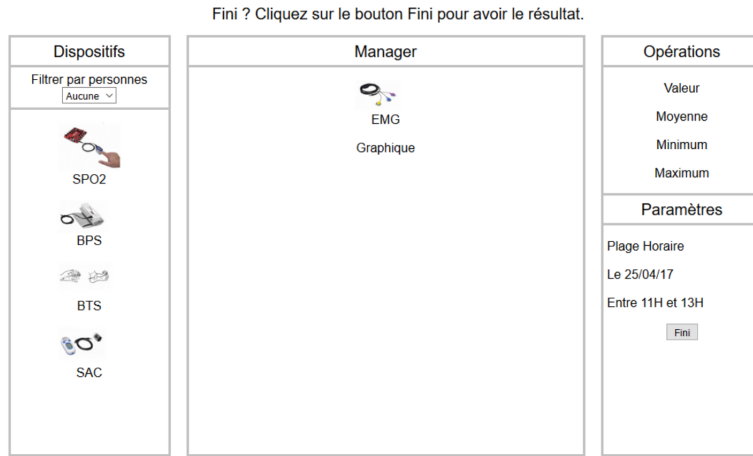 Fini ? Cliquez sur le bouton Fini pour avoir le résultat.
Dispositifs
Filtrer par personnes
Aucune
SPO2
BPS
BTS
SAC
Manager
EMG
Graphique
Opérations
Valeur
Moyenne
Minimum
Maximum
Paramètres
Plage Horaire
Le 25/04/17
Entre 11H et 13H
Fini